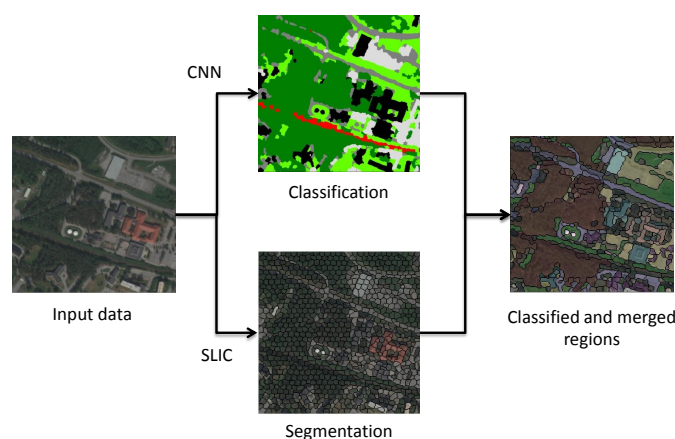 CNN
Classification
Input data
SLIC
Segmentation
Classified and merged
regions